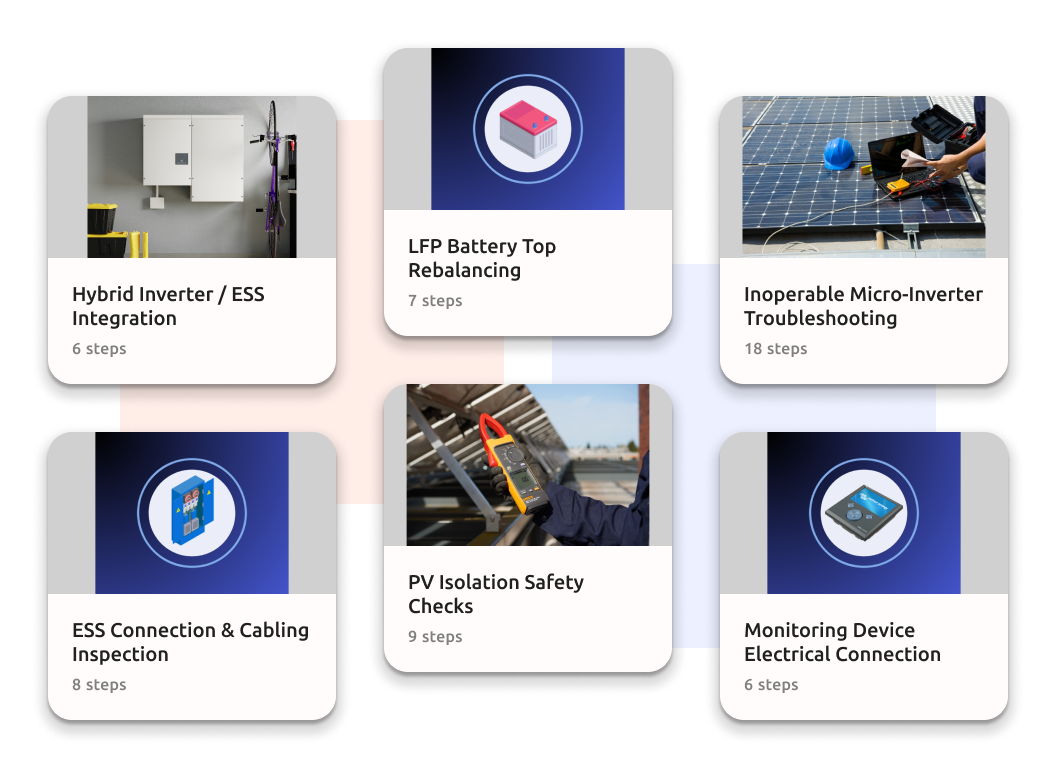 Hybrid Inverter / ESS
Integration
6 steps
LFP Battery Top
Rebalancing
7 steps
Inoperable Micro-Inverter
Troubleshooting
18 steps
ESS Connection & Cabling
Inspection
8 steps
PV Isolation Safety
Checks
9 steps
Monitoring Device
Electrical Connection
6 steps